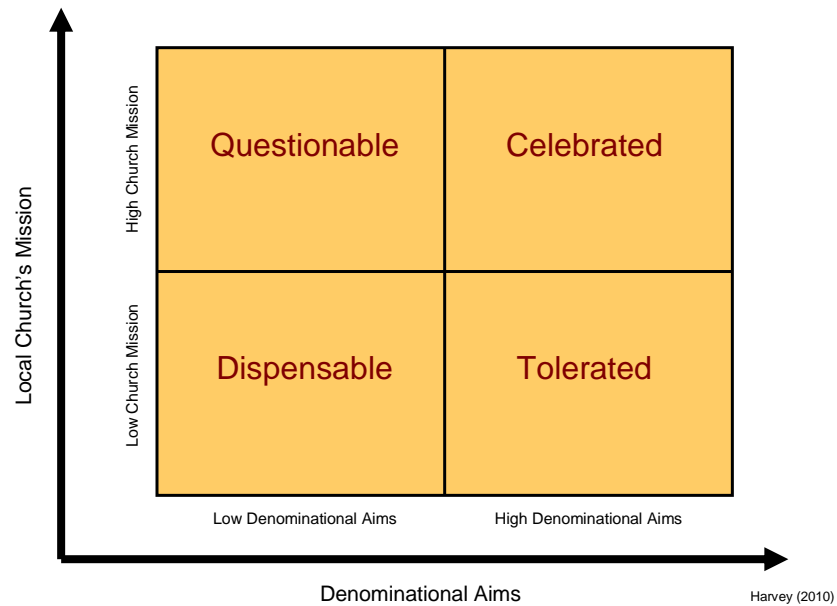 Local Church's Mission
High Church Mission
Low Church Mission
Questionable
Celebrated
Dispensable
Tolerated
Low Denominational Aims
High Denominational Aims
Denominational Aims
Harvey (2010)